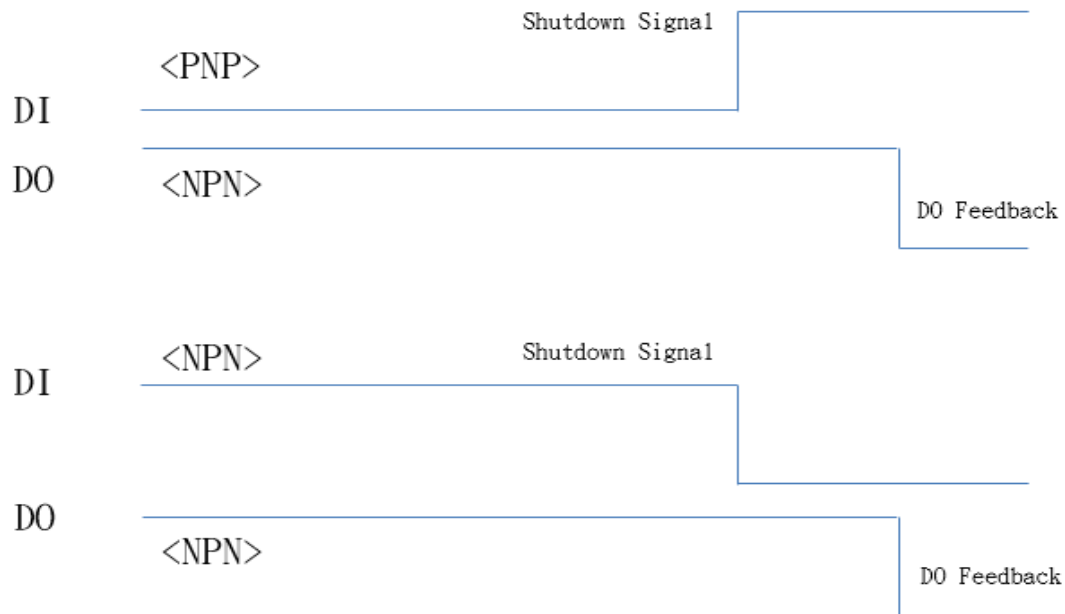 Shutdown Signal
<PNP>
DI
DO
<NPN>
DO Feedback
<NPN>
Shutdown Signal
DI
DO
<NPN>
DO Feedback